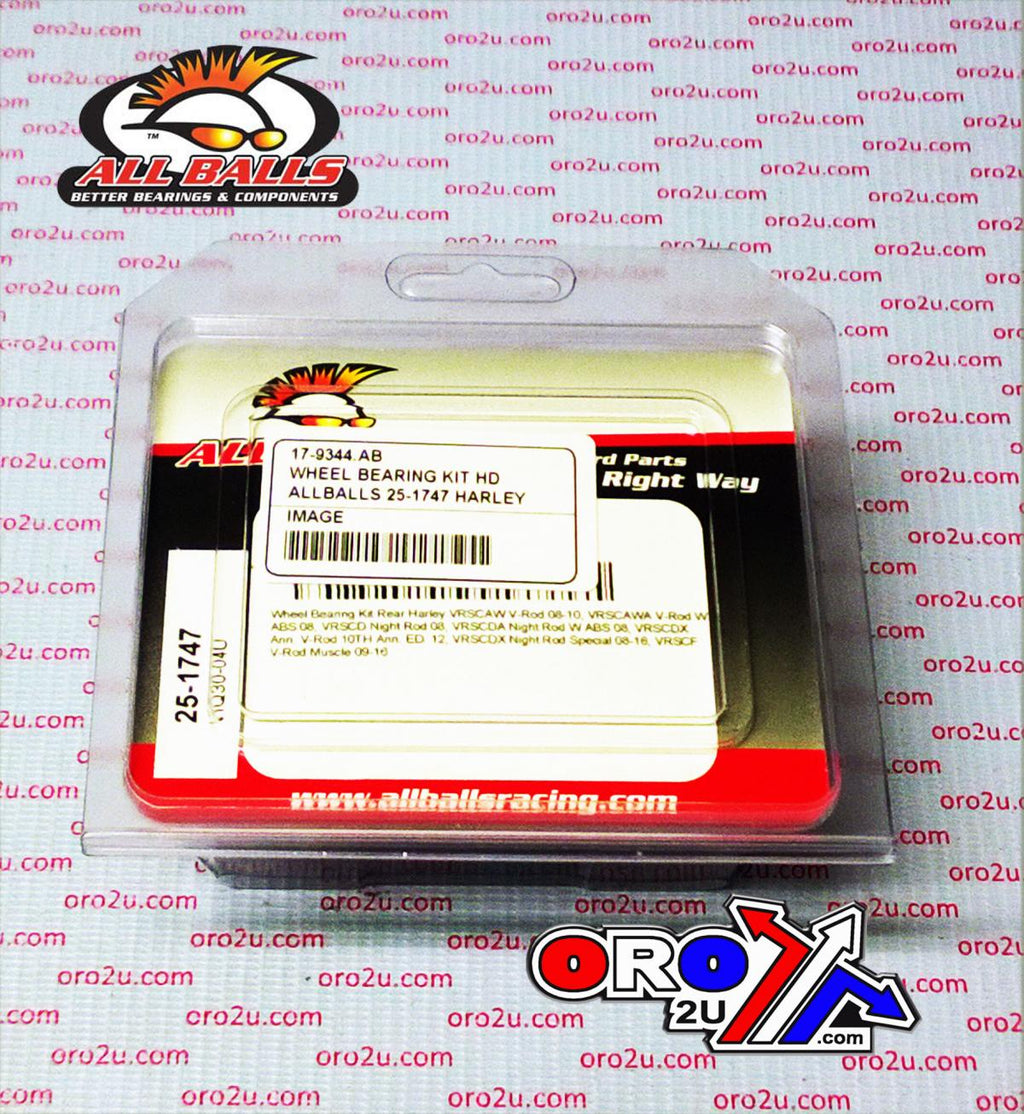 ™
ALL BALLS
BETTER BEARINGS & COMPONENTS
17-9344.AB
WHEEL BEARING KIT HD
ALLBALLS 25-1747 HARLEY
IMAGE
ALL
rd Parts
Right Way
Wheel Bearing Kit Rear Harley VRSCAW V-Rod 08-10, VRSCAWA V-Rod W
ABS 08, VRSCD Night Rod 08, VRSCDA Night Rod W ABS 08, VRSCDX
Ann. V-Rod 10TH Ann. ED 12, VRSCDX Night Rod Special 08-16, VRSCF
V-Rod Muscle 09-16
25-1747
www.allballsracing.com
ORO
2U
.com
oro2u.com